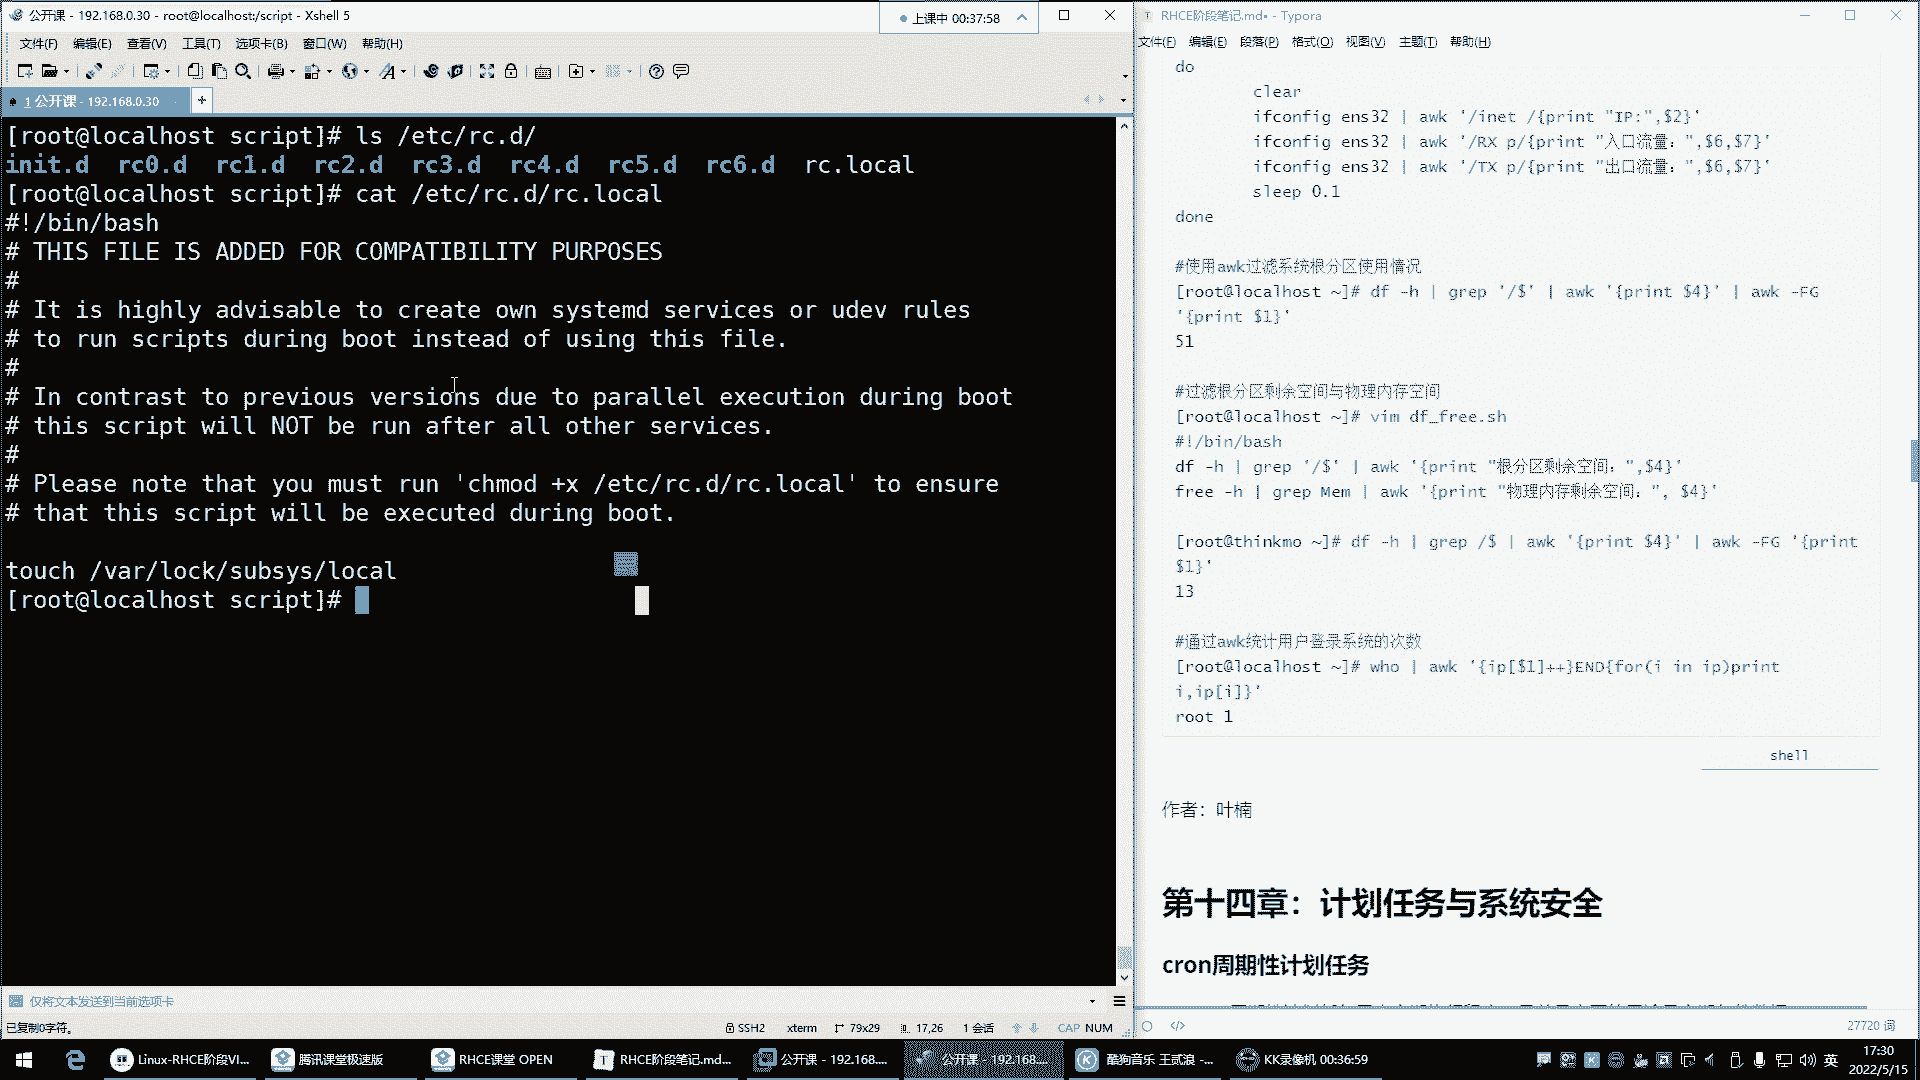 公开课 - 192.168.0.30 - root@localhost:/script - Xshell 5
上课中 00:37:58
文件(F) 编辑(E) 查看(V) 工具(T) 选项卡(B) 窗口(W) 帮助(H)
1 公开课 - 192.168.0.30
[root@localhost script]# ls /etc/rc.d/
init.d rc0.d rc1.d rc2.d rc3.d rc4.d rc5.d rc6.d rc.local
[root@localhost script]# cat /etc/rc.d/rc.local
#!/bin/bash
# THIS FILE IS ADDED FOR COMPATIBILITY PURPOSES
#
# It is highly advisable to create own systemd services or udev rules
# to run scripts during boot instead of using this file.
#
# In contrast to previous versions due to parallel execution during boot
# this script will NOT be run after all other services.
#
# Please note that you must run 'chmod +x /etc/rc.d/rc.local' to ensure
# that this script will be executed during boot.
touch /var/lock/subsys/local
[root@localhost script]#
仅将文本发送到当前选项卡
已复制0字符。
SSH2 xterm 79x29 17,26 1 会话 CAP NUM
RHCE阶段笔记.md• - Typora
文件(F) 编辑(E) 段落(P) 格式(O) 视图(V) 主题(T) 帮助(H)
do
clear
ifconfig ens32 | awk '/inet /{print "IP:",$2}'
ifconfig ens32 | awk '/RX p/{print "入口流量：",$6,$7}'
ifconfig ens32 | awk '/TX p/{print "出口流量：",$6,$7}'
sleep 0.1
done
#使用awk过滤系统根分区使用情况
[root@localhost ~]# df -h | grep '/$' | awk '{print $4}' | awk -FG
'{print $1}'
51
#过滤根分区剩余空间与物理内存空间
[root@localhost ~]# vim df_free.sh
#!/bin/bash
df -h | grep '/$' | awk '{print "根分区剩余空间：",$4}'
free -h | grep Mem | awk '{print "物理内存剩余空间：", $4}'
[root@thinkmo ~]# df -h | grep /$ | awk '{print $4}' | awk -FG '{print
$1}'
13
#通过awk统计用户登录系统的次数
[root@localhost ~]# who | awk '{ip[$1]++}END{for(i in ip)print
i,ip[i]}'
root 1
shell
作者：叶楠
第十四章：计划任务与系统安全
cron周期性计划任务
27720 词
Linux-RHCE阶段VI... 腾讯课堂极速版 RHCE课堂 OPEN RHCE阶段笔记.md... 公开课 - 192.168.... 公开课 - 192.168.... 酷狗音乐 王贰浪 -... KK录像机 00:36:59
英
17:30
2022/5/15